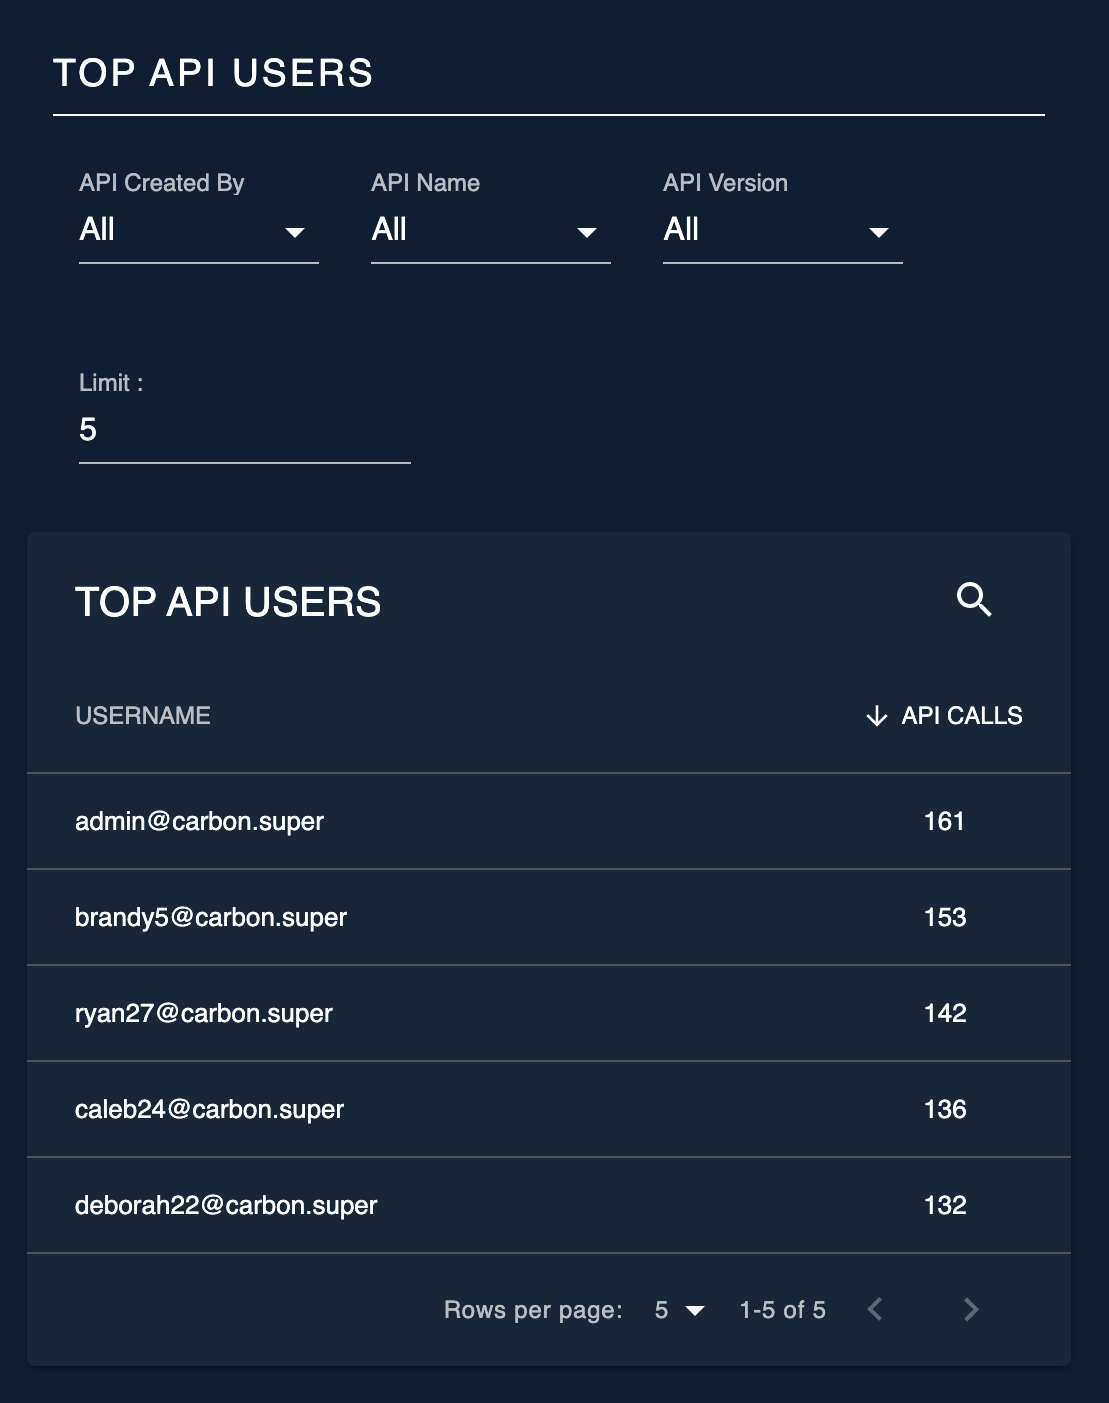 TOP API USERS
API Created By API Name API Version
All All All
Limit :
5
TOP API USERS
USERNAME API CALLS
admin@carbon.super 161
brandy5@carbon.super 153
ryan27@carbon.super 142
caleb24@carbon.super 136
deborah22@carbon.super 132
Rows per page: 5 1-5 of 5